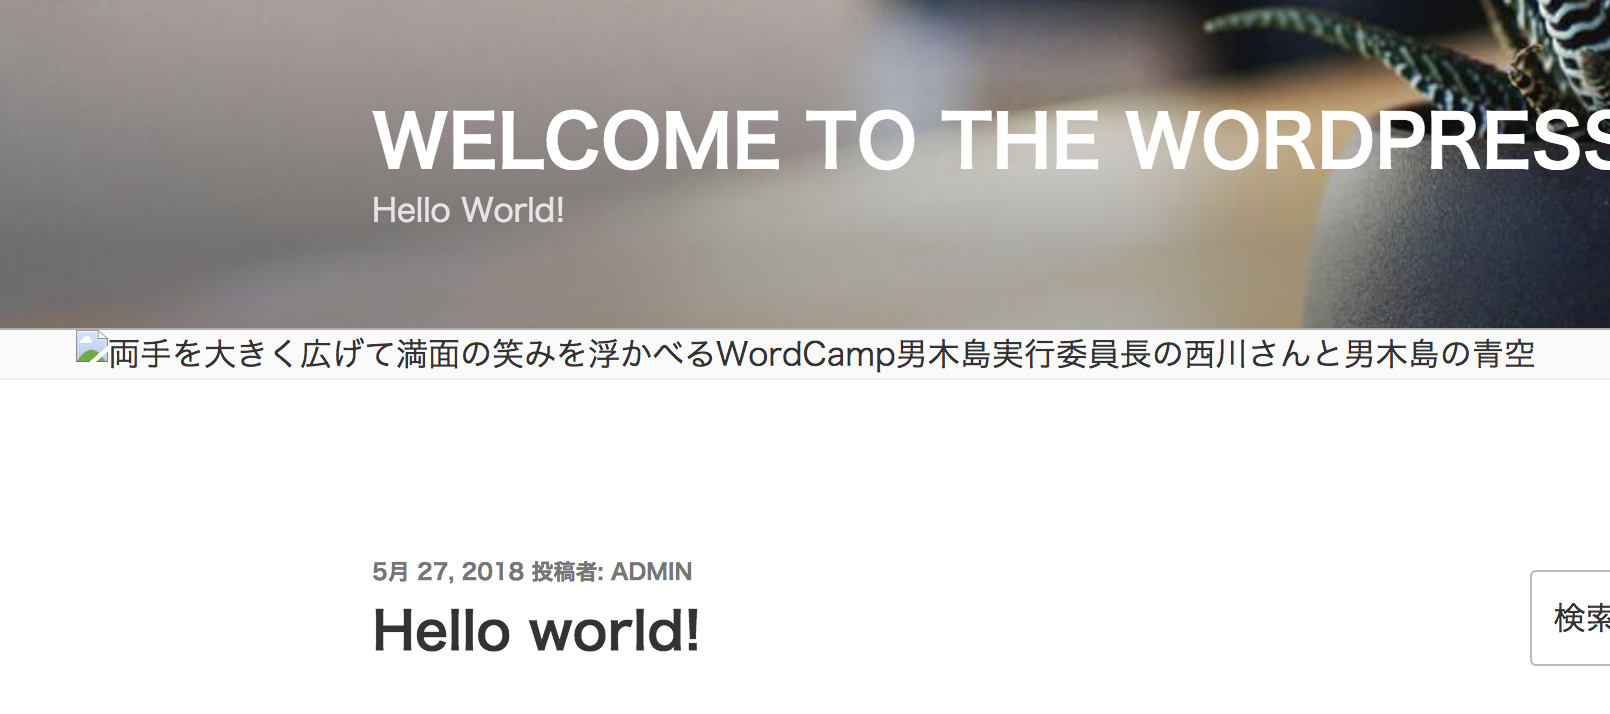 WELCOME TO THE WORDPRESS
Hello World!
両手を大きく広げて満面の笑みを浮かべるWordCamp男木島実行委員長の西川さんと男木島の青空
5月 27, 2018 投稿者: ADMIN
Hello world!
検索